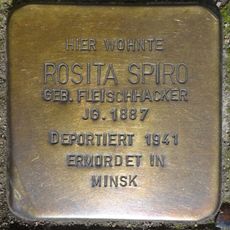 HIER WOHNTE
ROSITA SPIRO
GEB. FLEISCHHACKER
JG. 1887
DEPORTIERT 1941
ERMORDET IN
MINSK